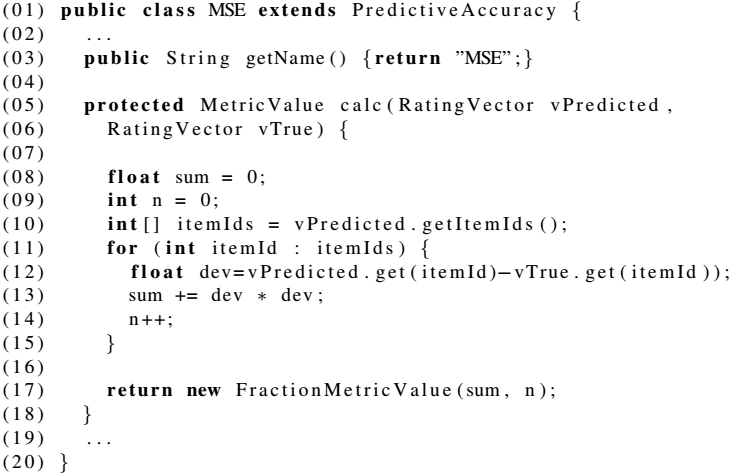 (01) public class MSE extends PredictiveAccuracy {
(02)   ...
(03)   public String getName() {return ”MSE”;}
(04)
(05)   protected MetricValue calc(RatingVector vPredicted,
(06)     RatingVector vTrue) {
(07)
(08)     float sum = 0;
(09)     int n = 0;
(10)     int[] itemIds = vPredicted.getItemIds();
(11)     for (int itemId : itemIds) {
(12)       float dev=vPredicted.get(itemId)−vTrue.get(itemId));
(13)       sum += dev * dev;
(14)       n++;
(15)     }
(16)
(17)     return new FractionMetricValue(sum, n);
(18)   }
(19)   ...
(20) }